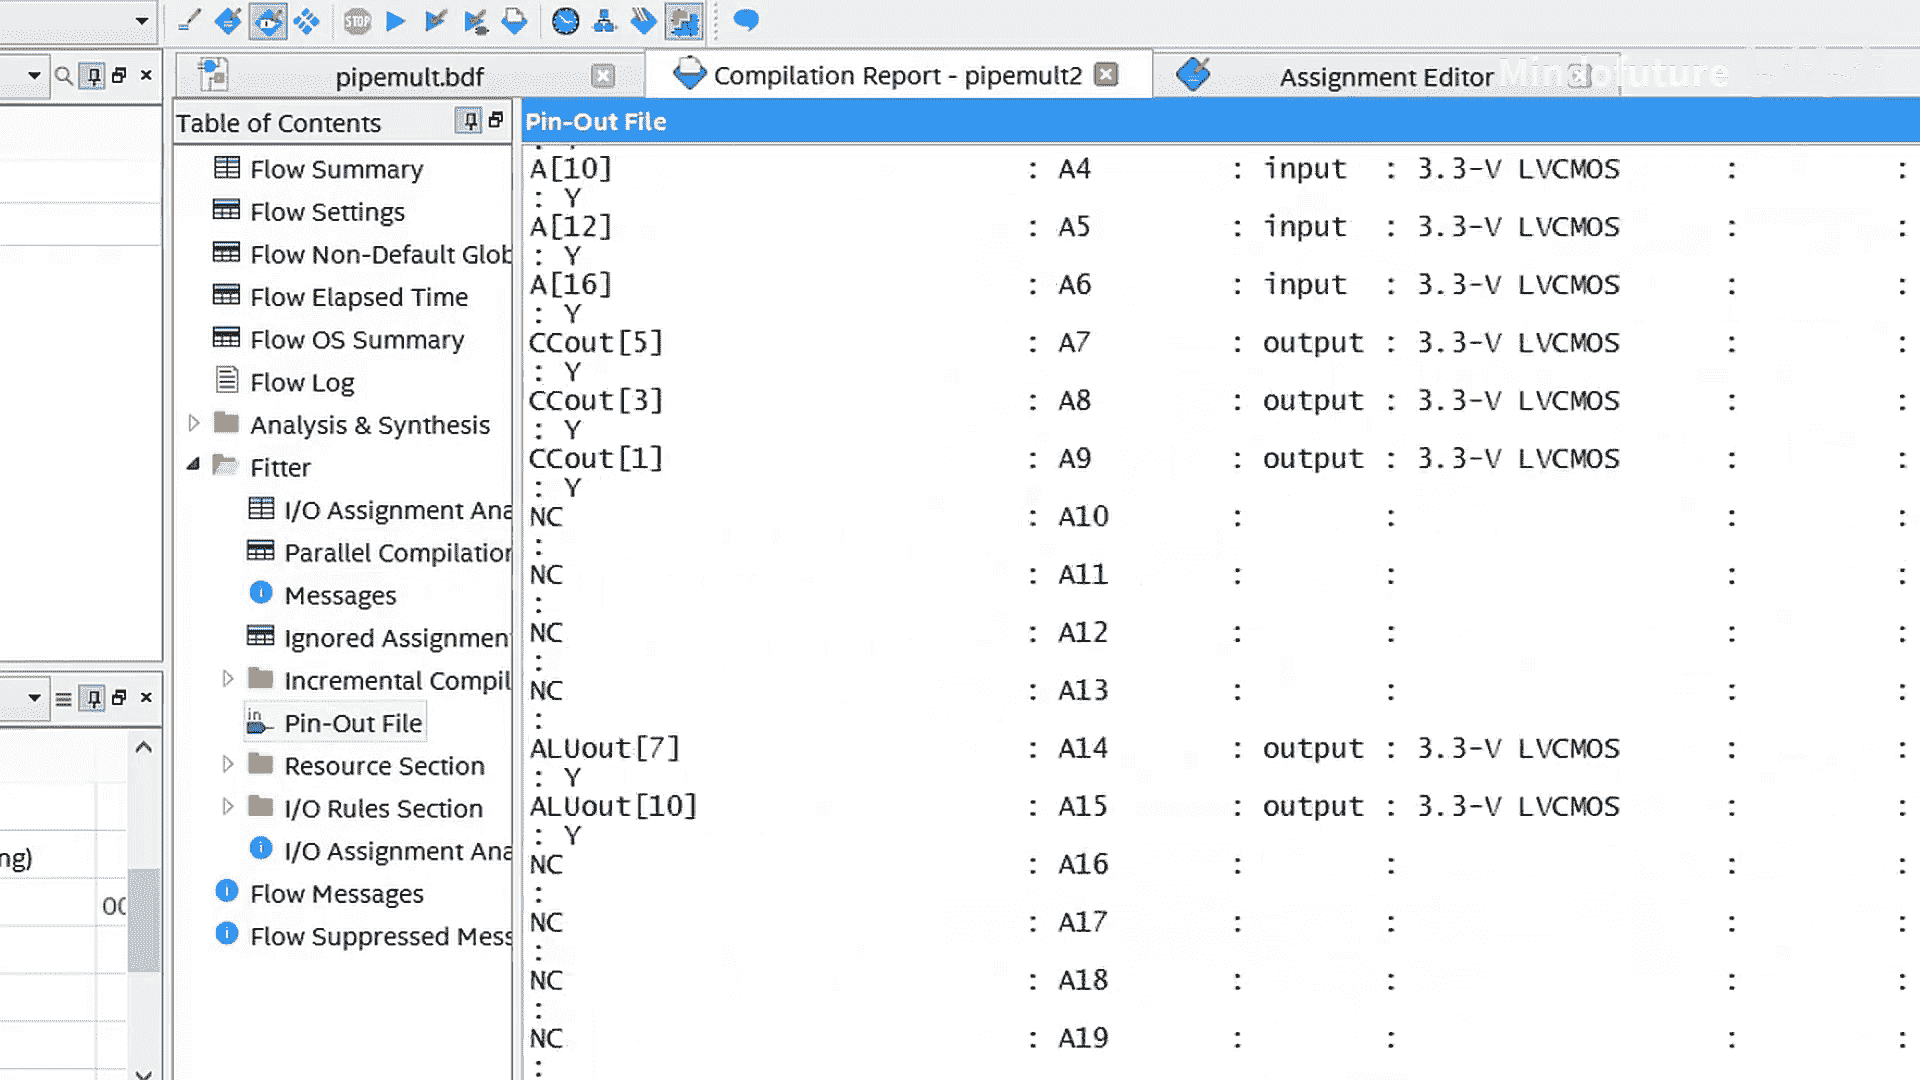 STOP
pipemult.bdf
Compilation Report - pipemult2
Assignment Editor
Mindofuture
Table of Contents
Pin-Out File
Flow Summary
Flow Settings
Flow Non-Default Glob
Flow Elapsed Time
Flow OS Summary
Flow Log
Analysis & Synthesis
Fitter
I/O Assignment Ana
Parallel Compilation
Messages
Ignored Assignmen
Incremental Compil
in
Pin-Out File
Resource Section
I/O Rules Section
I/O Assignment Ana
Flow Messages
Flow Suppressed Mess
ng)
00
A[10] : A4 : input : 3.3-V LVCMOS : :
: Y
A[12] : A5 : input : 3.3-V LVCMOS : :
: Y
A[16] : A6 : input : 3.3-V LVCMOS : :
: Y
CCout[5] : A7 : output : 3.3-V LVCMOS : :
: Y
CCout[3] : A8 : output : 3.3-V LVCMOS : :
: Y
CCout[1] : A9 : output : 3.3-V LVCMOS : :
: Y
NC : A10 : : : :
:
NC : A11 : : : :
:
NC : A12 : : : :
:
NC : A13 : : : :
:
ALUout[7] : A14 : output : 3.3-V LVCMOS : :
: Y
ALUout[10] : A15 : output : 3.3-V LVCMOS : :
: Y
NC : A16 : : : :
:
NC : A17 : : : :
:
NC : A18 : : : :
:
NC : A19 : : : :
: